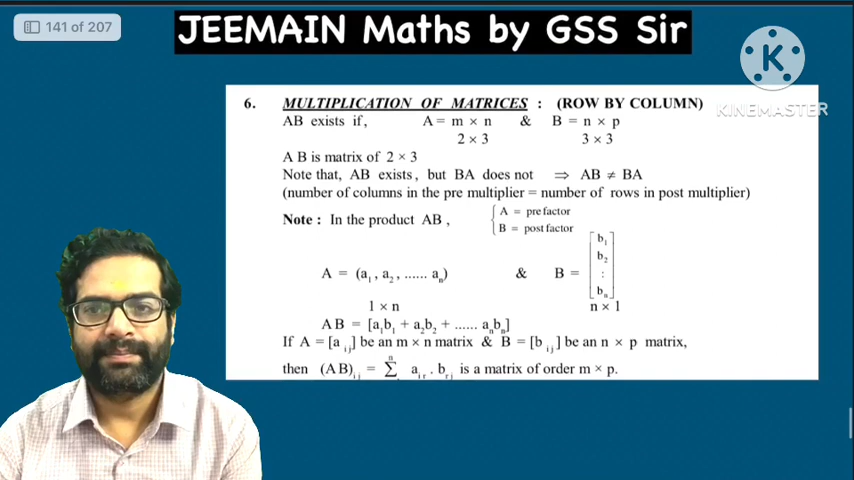 141 of 207
JEEMAIN Maths by GSS Sir
K
KINEMASTER
6. MULTIPLICATION OF MATRICES : (ROW BY COLUMN)
AB exists if, A = m × n & B = n × p
2 × 3 3 × 3
A B is matrix of 2 × 3
Note that, AB exists, but BA does not ⇒ AB ≠ BA
(number of columns in the pre multiplier = number of rows in post multiplier)
Note : In the product AB, { A = pre factor
B = post factor
A = (a₁ , a₂ , ...... aₙ) & B = [ b₁
b₂
:
bₙ ]
1 × n n × 1
A B = [a₁b₁ + a₂b₂ + ...... aₙbₙ]
If A = [a ᵢⱼ] be an m × n matrix & B = [b ᵢⱼ] be an n × p matrix,
then (A B)ᵢⱼ = ⁿ∑ aᵢᵣ . bᵣⱼ is a matrix of order m × p.